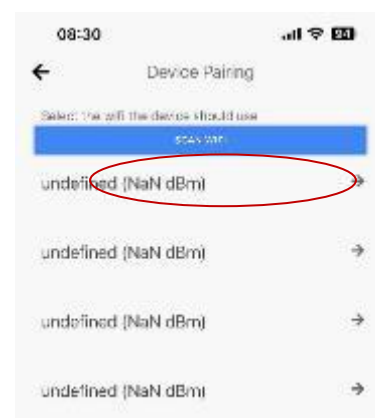 08:30 24
Device Pairing
Select the wifi the device should use
SCAN WIFI
undefined (NaN dBm)
undefined (NaN dBm)
undefined (NaN dBm)
undefined (NaN dBm)